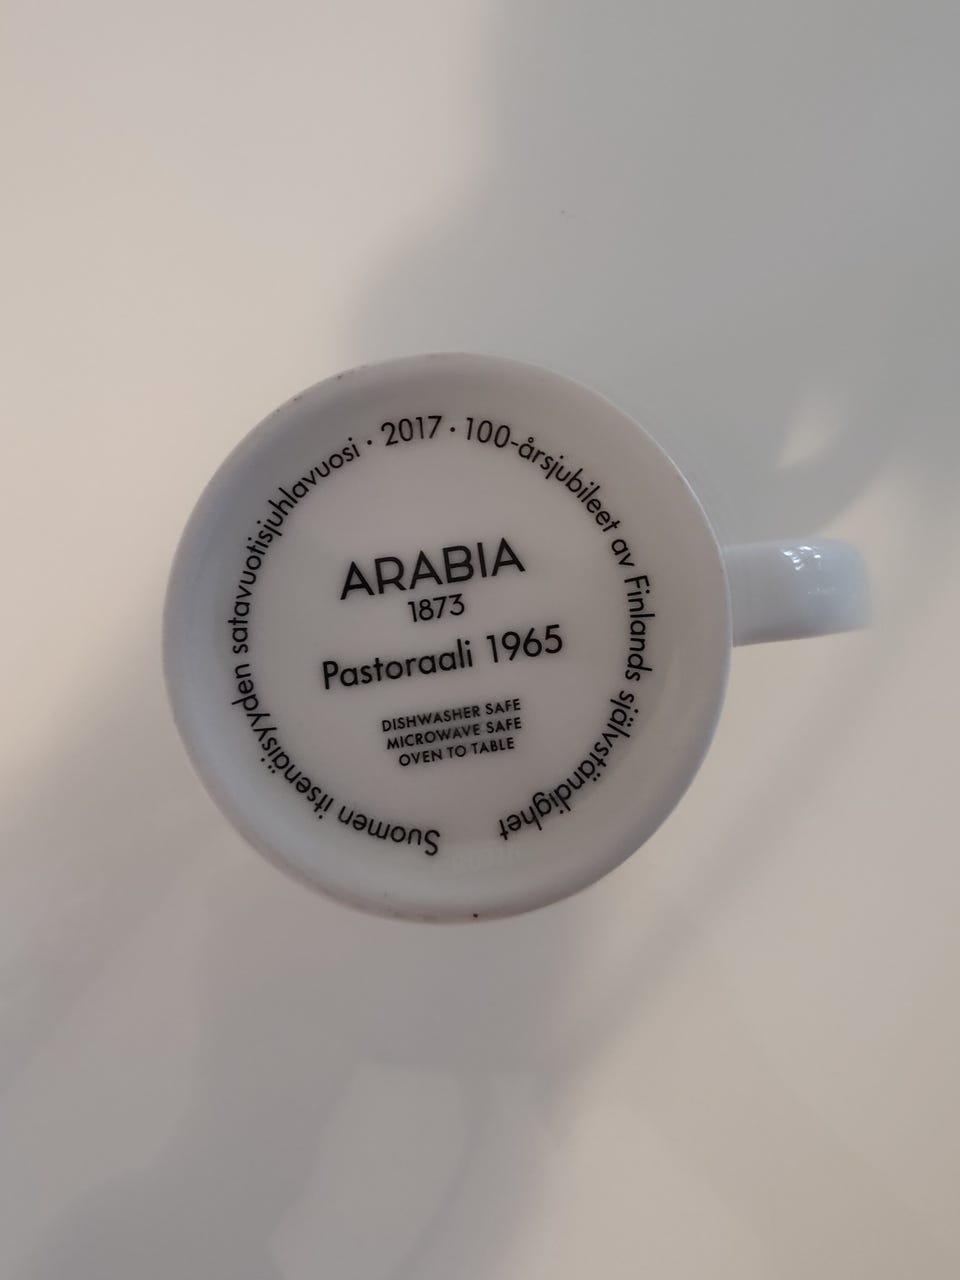 Suomen itsenäisyyden satavuotisjuhlavuosi · 2017 · 100-årsjubileet av Finlands självständighet
ARABIA
1873
Pastoraali 1965
DISHWASHER SAFE
MICROWAVE SAFE
OVEN TO TABLE